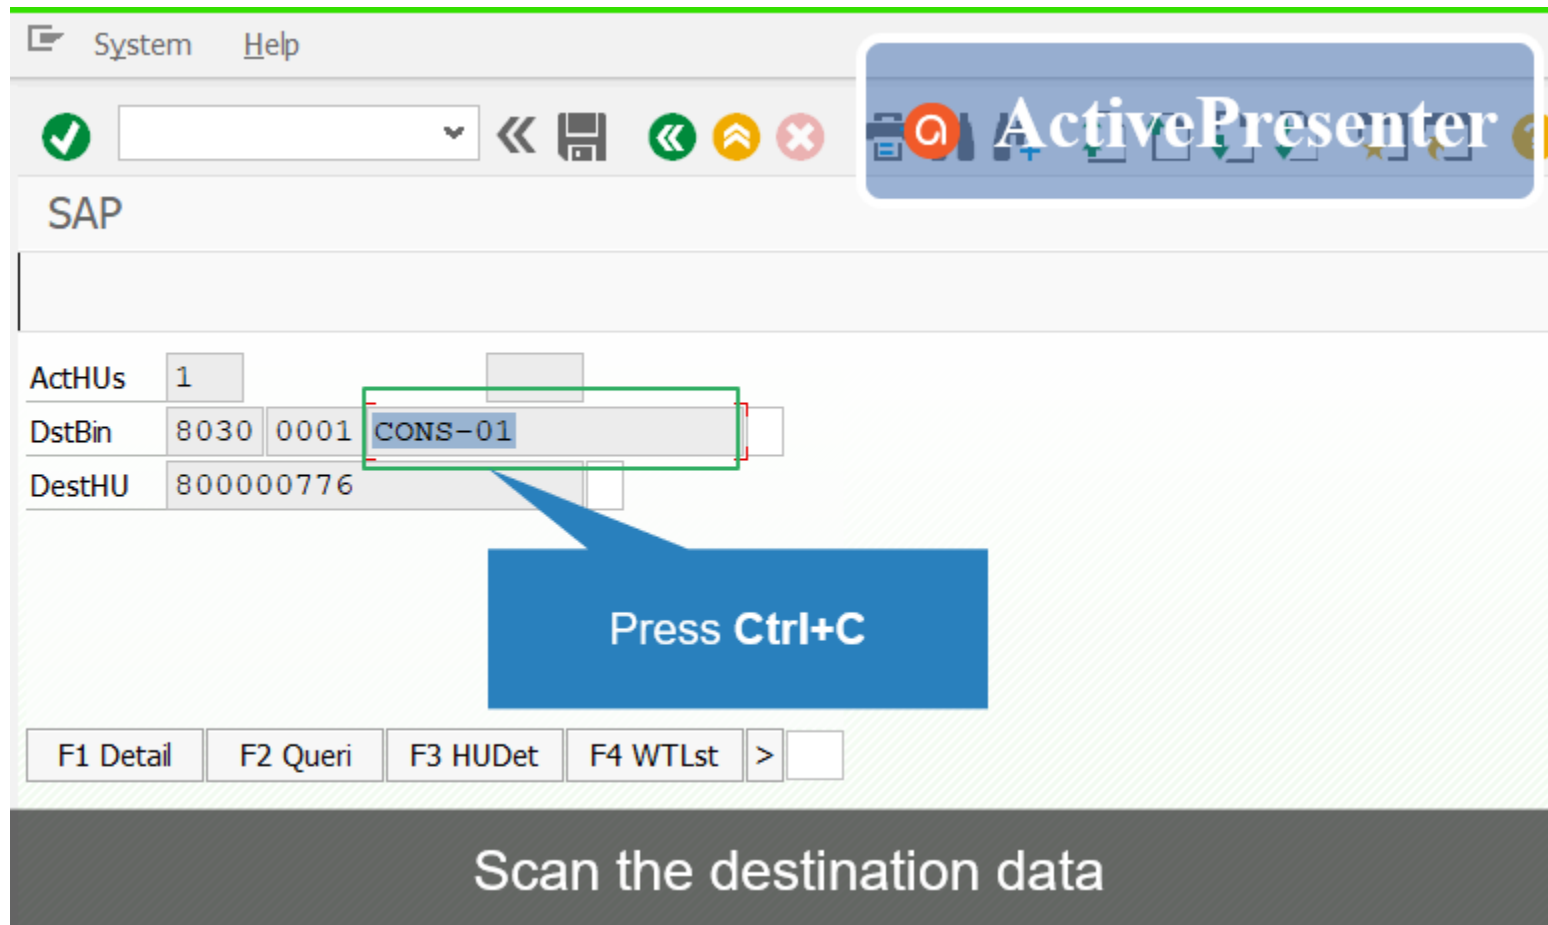 System Help
ActivePresenter
SAP
ActHUs 1
DstBin 8030 0001 CONS-01
DestHU 800000776
Press Ctrl+C
F1 Detail F2 Queri F3 HUDet F4 WTLst >
Scan the destination data